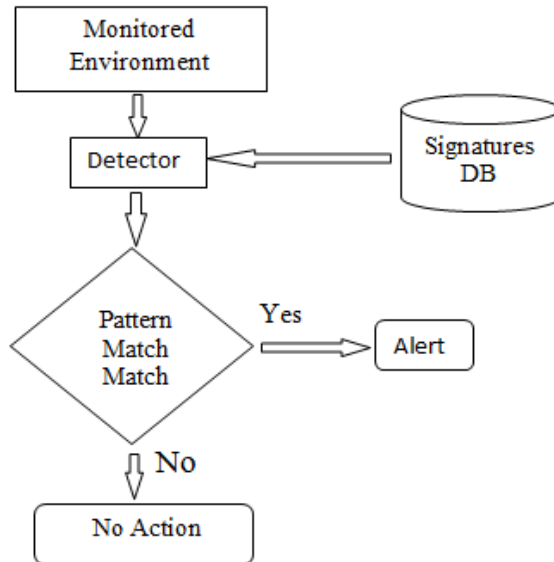 Monitored
Environment
Detector
Signatures
DB
Pattern
Match
Match
Yes
Alert
No
No Action